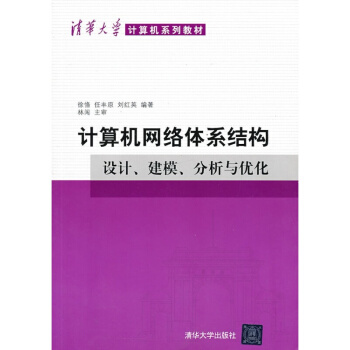 清华大学 计算机系列教材
徐恪 任丰原 刘红英 编著
林闯 主审
计算机网络体系结构
设计、建模、分析与优化
清华大学出版社